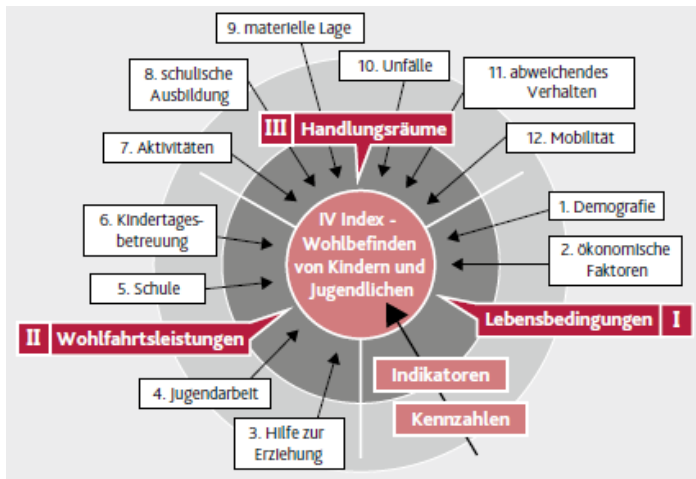 9. materielle Lage
8. schulische
Ausbildung
10. Unfälle
11. abweichendes
Verhalten
III Handlungsräume
7. Aktivitäten
12. Mobilität
6. Kindertages-
betreuung
IV Index -
Wohlbefinden
von Kindern und
Jugendlichen
1. Demografie
2. ökonomische
Faktoren
5. Schule
Lebensbedingungen I
II Wohlfahrtsleistungen
Indikatoren
4. Jugendarbeit
Kennzahlen
3. Hilfe zur
Erziehung